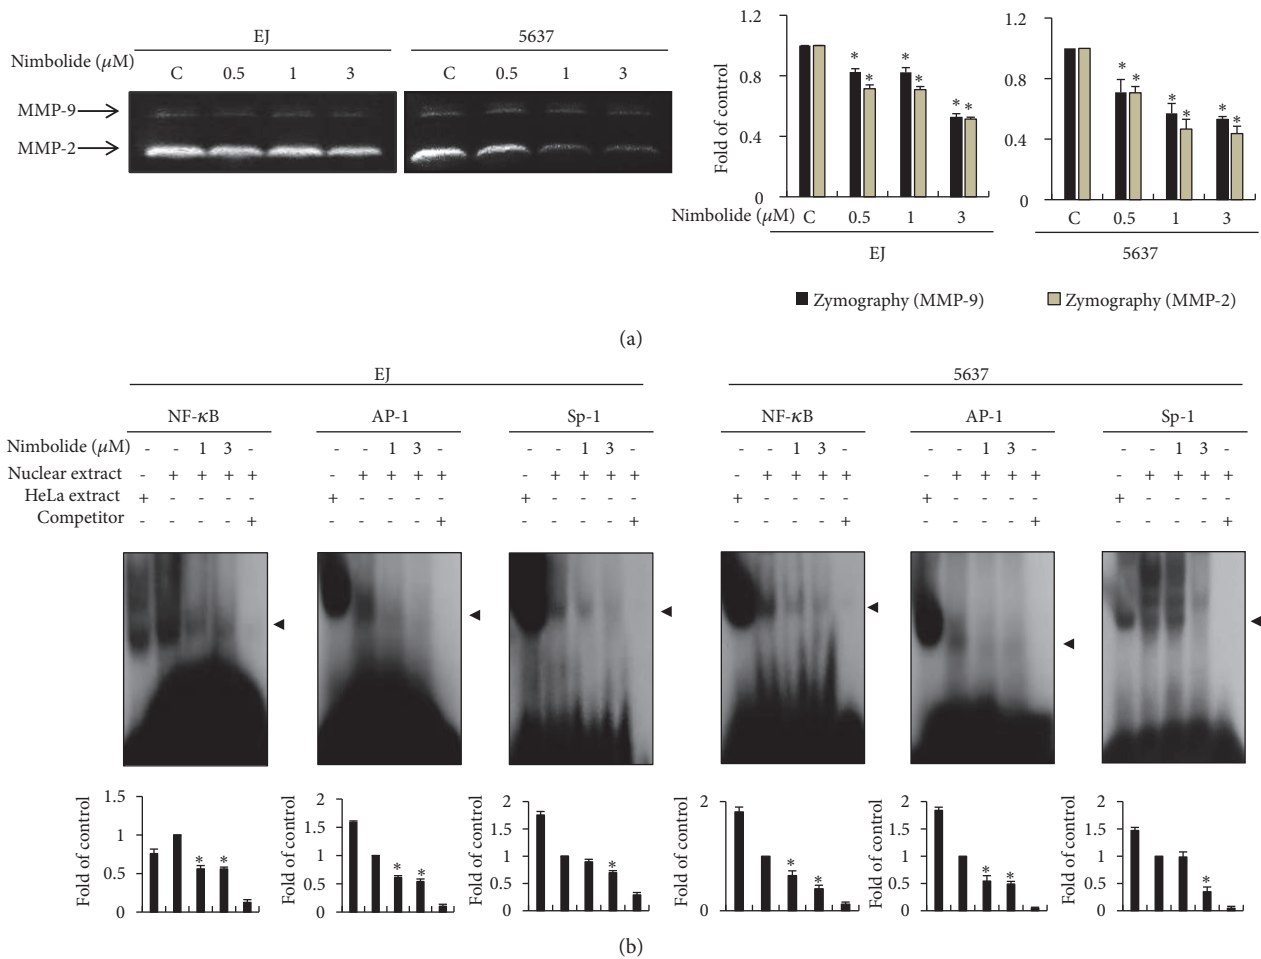 EJ 5637
Nimbolide (μM) C 0.5 1 3 C 0.5 1 3
MMP-9
MMP-2
Fold of control
1.2
0.8
0.4
0
* * * * * *
Nimbolide (μM) C 0.5 1 3
EJ
1.2
0.8
0.4
0
* * * * * *
C 0.5 1 3
5637
Zymography (MMP-9) Zymography (MMP-2)
(a)
EJ 5637
NF-κB AP-1 Sp-1 NF-κB AP-1 Sp-1
Nimbolide (μM) - - 1 3 - - - 1 3 - - - 1 3 - - - 1 3 - - - 1 3 - - - 1 3 -
Nuclear extract - + + + + - + + + + - + + + + - + + + + - + + + + - + + + +
HeLa extract + - - - - + - - - - + - - - - + - - - - + - - - - + - - - -
Competitor - - - - + - - - - + - - - - + - - - - + - - - - + - - - - +
Fold of control
1.5
1
0.5
0
* *
Fold of control
2
1.5
1
0.5
0
* *
Fold of control
2
1.5
1
0.5
0
*
Fold of control
2
1
0
* *
Fold of control
2
1.5
1
0.5
0
* *
Fold of control
2
1.5
1
0.5
0
*
(b)